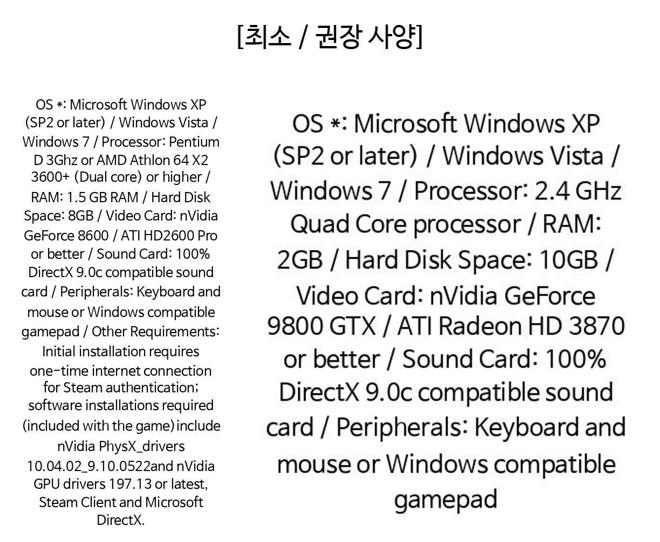 [최소 / 권장 사양]
OS *: Microsoft Windows XP
(SP2 or later) / Windows Vista /
Windows 7 / Processor: Pentium
D 3Ghz or AMD Athlon 64 X2
3600+ (Dual core) or higher /
RAM: 1.5 GB RAM / Hard Disk
Space: 8GB / Video Card: nVidia
GeForce 8600 / ATI HD2600 Pro
or better / Sound Card: 100%
DirectX 9.0c compatible sound
card / Peripherals: Keyboard and
mouse or Windows compatible
gamepad / Other Requirements:
Initial installation requires
one-time internet connection
for Steam authentication;
software installations required
(included with the game)include
nVidia PhysX_drivers
10.04.02_9.10.0522and nVidia
GPU drivers 197.13 or latest,
Steam Client and Microsoft
DirectX.
OS *: Microsoft Windows XP
(SP2 or later) / Windows Vista /
Windows 7 / Processor: 2.4 GHz
Quad Core processor / RAM:
2GB / Hard Disk Space: 10GB /
Video Card: nVidia GeForce
9800 GTX / ATI Radeon HD 3870
or better / Sound Card: 100%
DirectX 9.0c compatible sound
card / Peripherals: Keyboard and
mouse or Windows compatible
gamepad